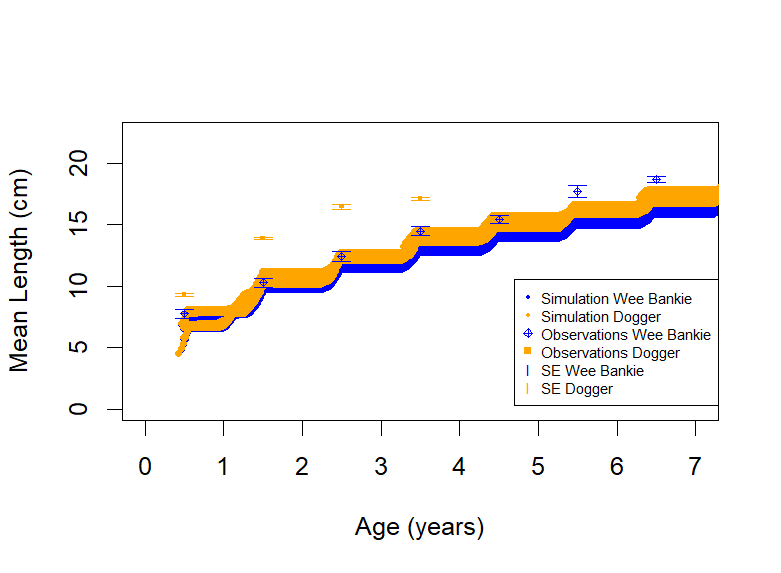 Mean Length (cm)
20
15
10
5
0
Simulation Wee Bankie
Simulation Dogger
Observations Wee Bankie
Observations Dogger
SE Wee Bankie
SE Dogger
0 1 2 3 4 5 6 7
Age (years)